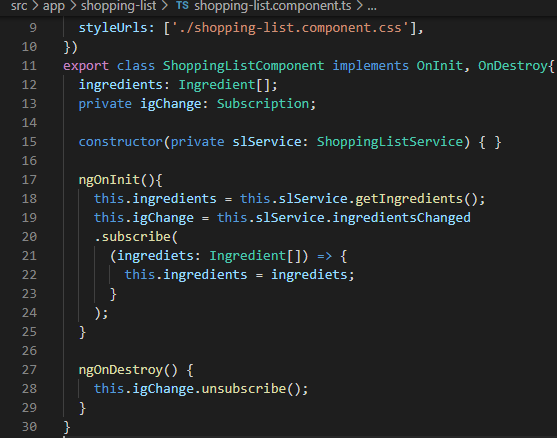 src > app > shopping-list > TS shopping-list.component.ts > ...
9 styleUrls: ['./shopping-list.component.css'],
10 })
11 export class ShoppingListComponent implements OnInit, OnDestroy{
12 ingredients: Ingredient[];
13 private igChange: Subscription;
14
15 constructor(private slService: ShoppingListService) { }
16
17 ngOnInit(){
18 this.ingredients = this.slService.getIngredients();
19 this.igChange = this.slService.ingredientsChanged
20 .subscribe(
21 (ingrediets: Ingredient[]) => {
22 this.ingredients = ingrediets;
23 }
24 );
25 }
26
27 ngOnDestroy() {
28 this.igChange.unsubscribe();
29 }
30 }